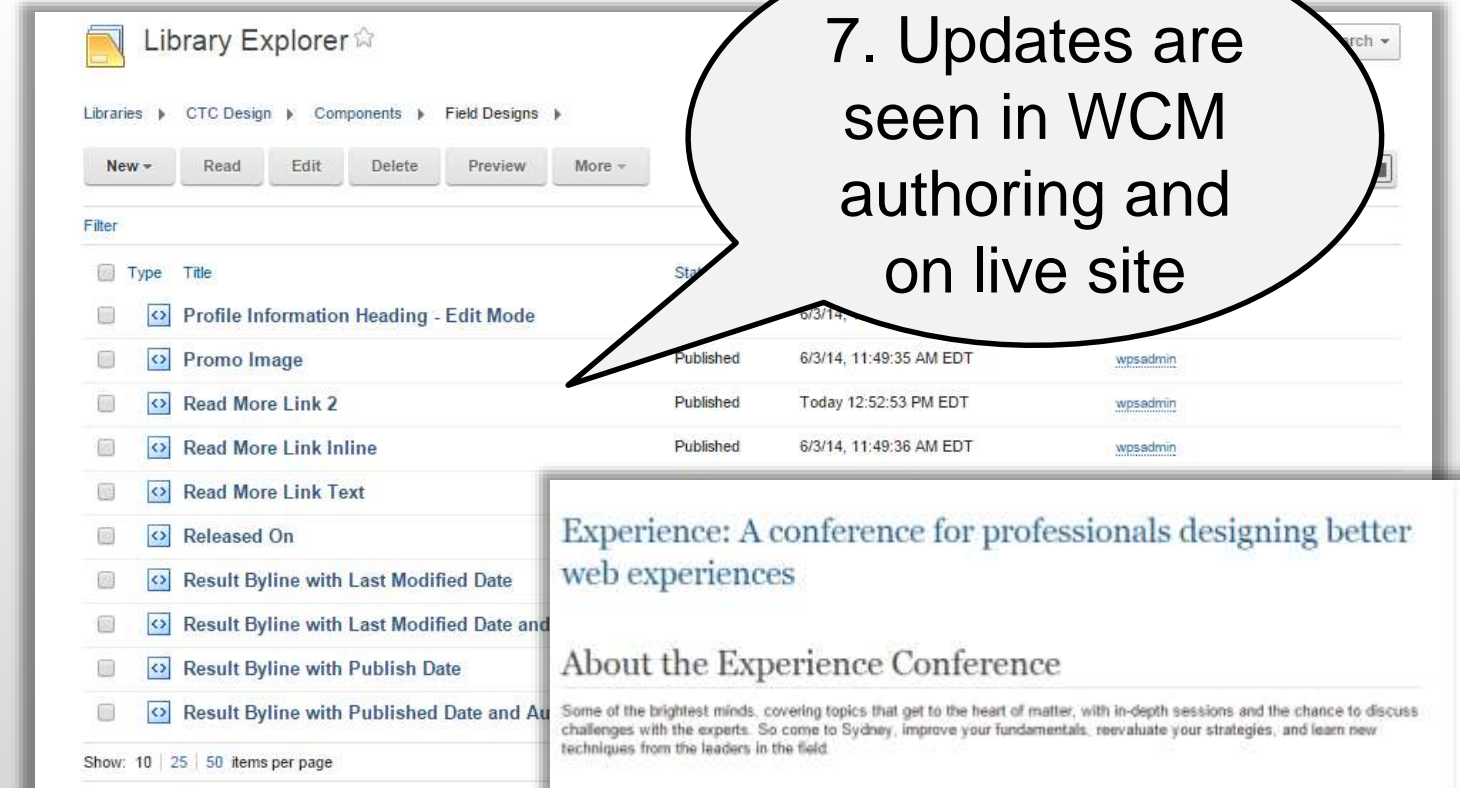 Library Explorer
7. Updates are
seen in WCM
authoring and
on live site
Libraries CTC Design Components Field Designs
New Read Edit Delete Preview More
Filter
Type Title
Profile Information Heading - Edit Mode 6/3/14,
Promo Image Published 6/3/14, 11:49:35 AM EDT wpsadmin
Read More Link 2 Published Today 12:52:53 PM EDT wpsadmin
Read More Link Inline Published 6/3/14, 11:49:36 AM EDT wpsadmin
Read More Link Text
Released On
Result Byline with Last Modified Date
Result Byline with Last Modified Date and
Result Byline with Publish Date
Result Byline with Published Date and Au
Show: 10 | 25 | 50 items per page
Experience: A conference for professionals designing better
web experiences
About the Experience Conference
Some of the brightest minds, covering topics that get to the heart of matter, with in-depth sessions and the chance to discuss
challenges with the experts. So come to Sydney, improve your fundamentals, reevaluate your strategies, and learn new
techniques from the leaders in the field.